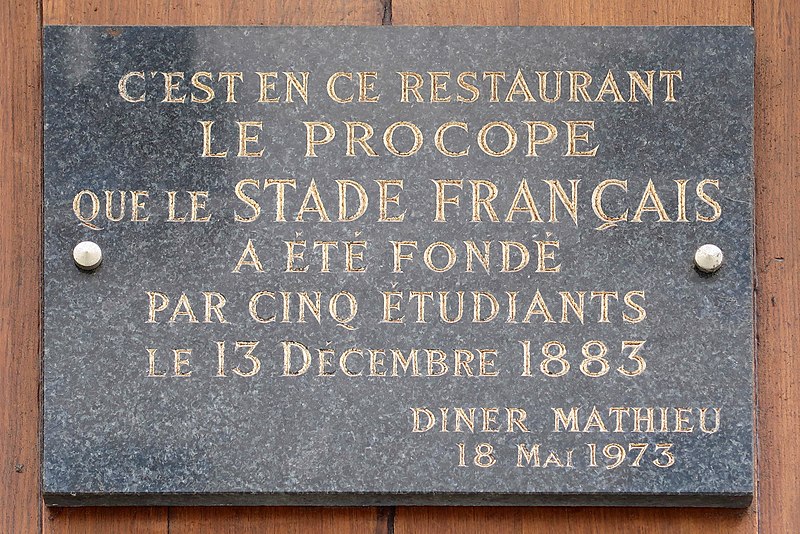 C'EST EN CE RESTAURANT
LE PROCOPE
QUE LE STADE FRANÇAIS
A ÉTÉ FONDÉ
PAR CINQ ÉTUDIANTS
LE 13 DÉCEMBRE 1883
DINER MATHIEU
18 MAI 1973